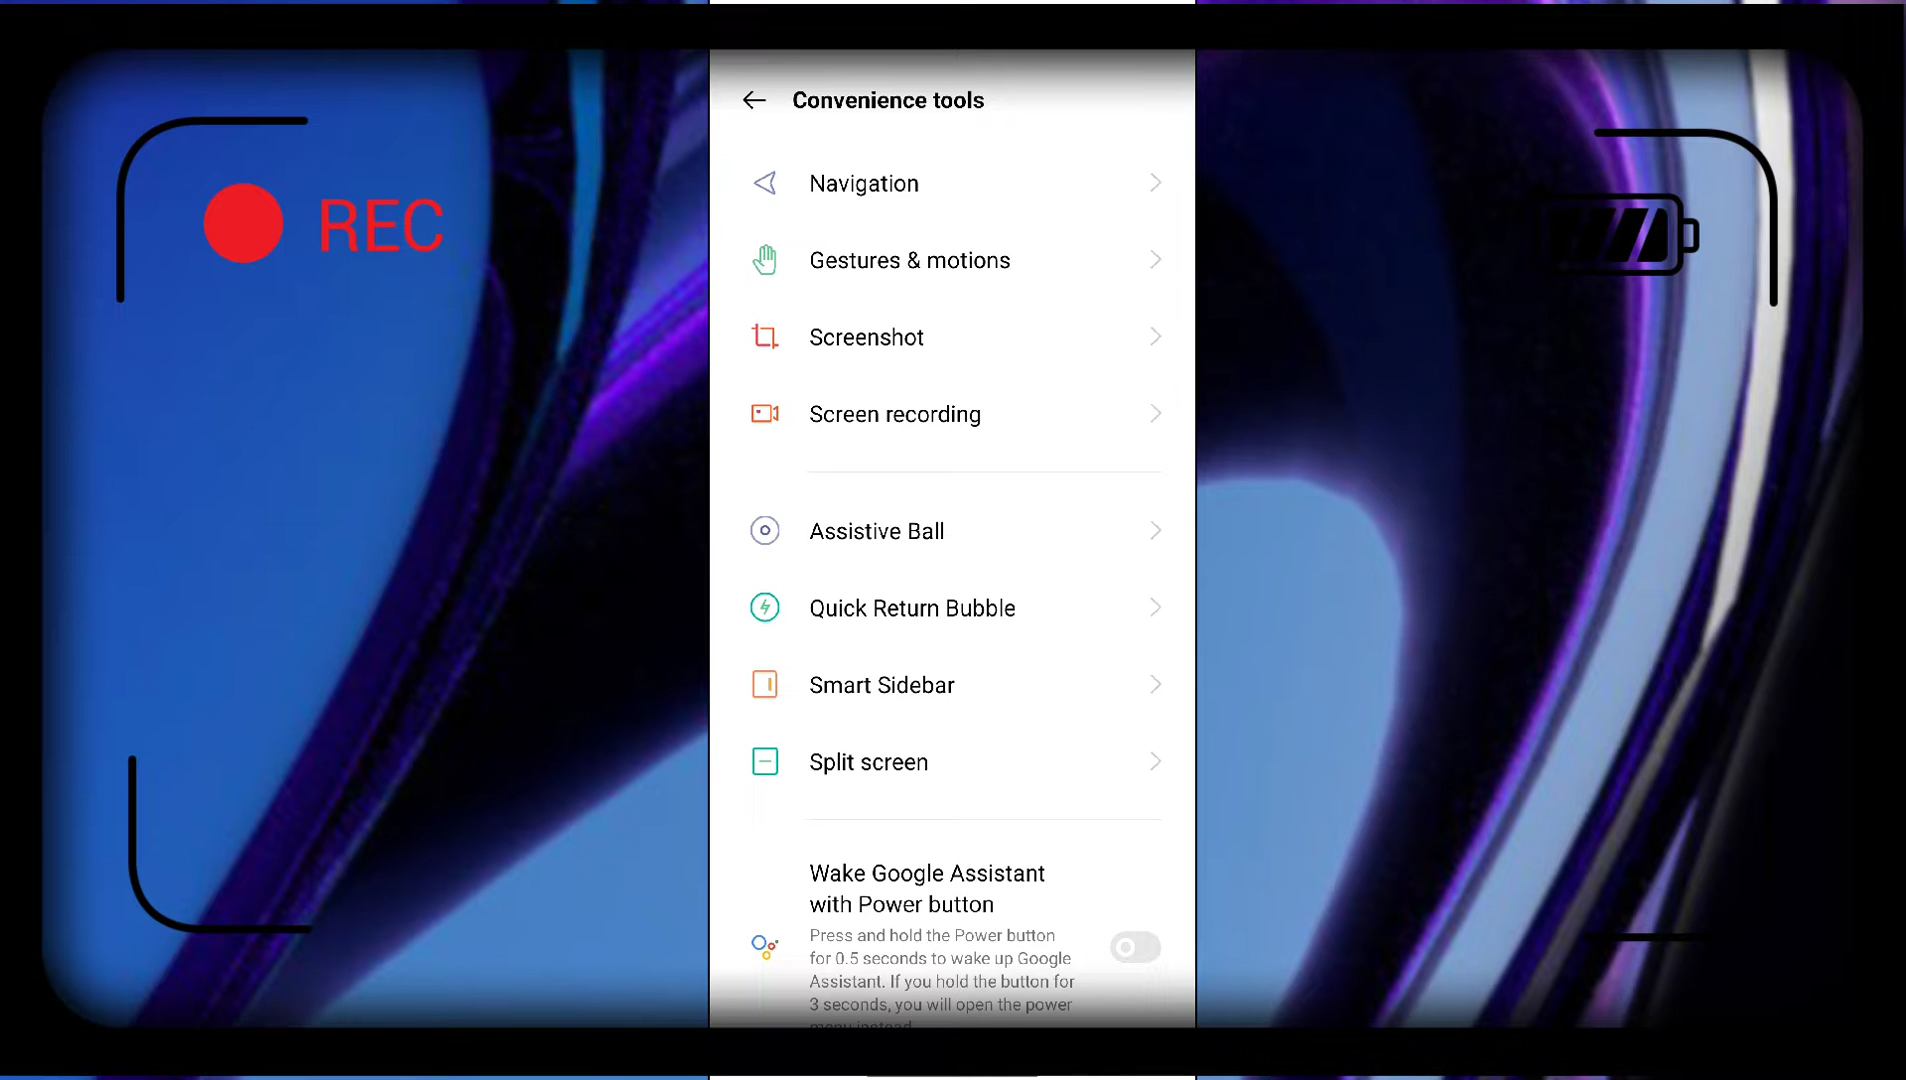 Convenience tools
REC
Navigation
Gestures & motions
Screenshot
Screen recording
Assistive Ball
Quick Return Bubble
Smart Sidebar
Split screen
Wake Google Assistant
with Power button
Press and hold the Power button
for 0.5 seconds to wake up Google
Assistant. If you hold the button for
3 seconds, you will open the power
menu instead.